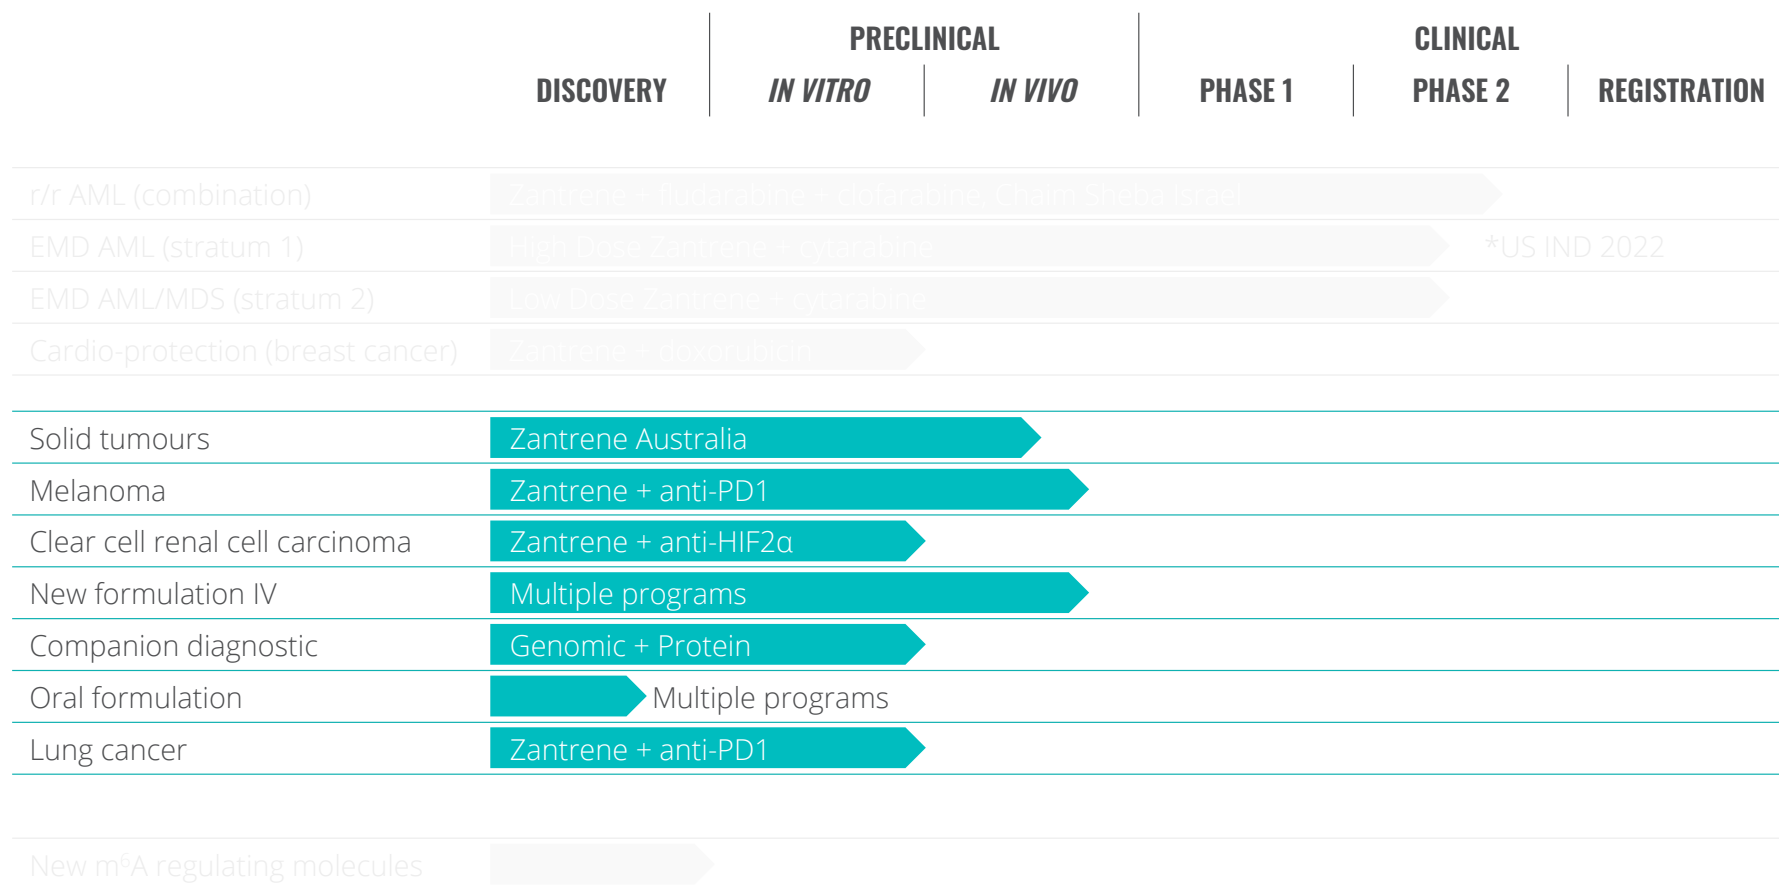 PRECLINICAL CLINICAL
DISCOVERY IN VITRO IN VIVO PHASE 1 PHASE 2 REGISTRATION
r/r AML (combination) Zantrene + fludarabine + clofarabine, Chaim Sheba Israel
EMD AML (stratum 1) High Dose Zantrene + cytarabine *US IND 2022
EMD AML/MDS (stratum 2) Low Dose Zantrene + cytarabine
Cardio-protection (breast cancer) Zantrene + doxorubicin
Solid tumours Zantrene Australia
Melanoma Zantrene + anti-PD1
Clear cell renal cell carcinoma Zantrene + anti-HIF2α
New formulation IV Multiple programs
Companion diagnostic Genomic + Protein
Oral formulation Multiple programs
Lung cancer Zantrene + anti-PD1
New m⁶A regulating molecules